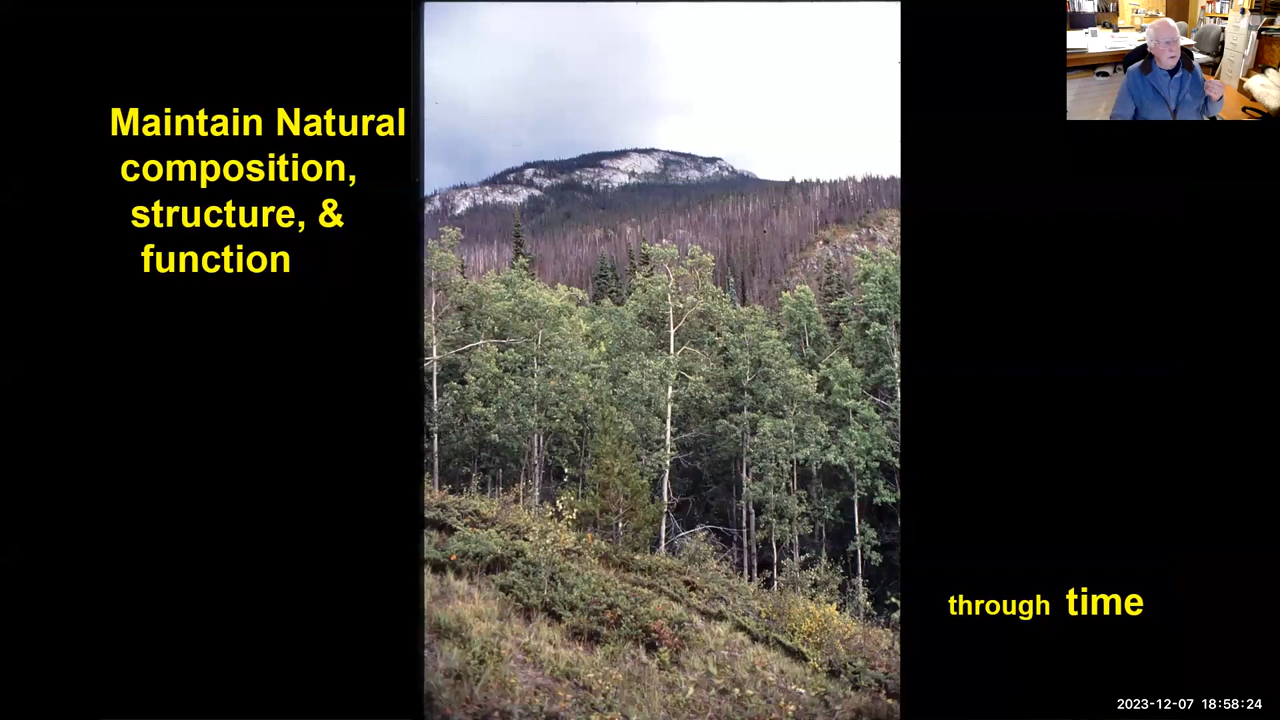 Maintain Natural
composition,
structure, &
function
through time
2023-12-07 18:58:24